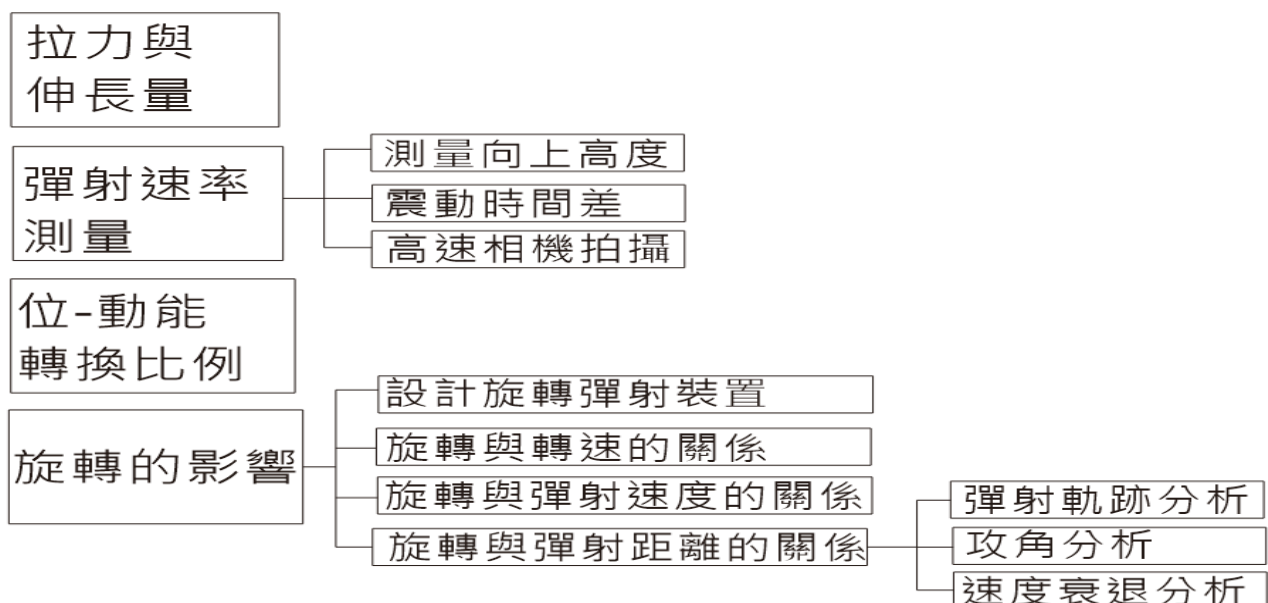 拉力與
伸長量
彈射速率
測量
測量向上高度
震動時間差
高速相機拍攝
位-動能
轉換比例
旋轉的影響
設計旋轉彈射裝置
旋轉與轉速的關係
旋轉與彈射速度的關係
旋轉與彈射距離的關係
彈射軌跡分析
攻角分析
速度衰退分析